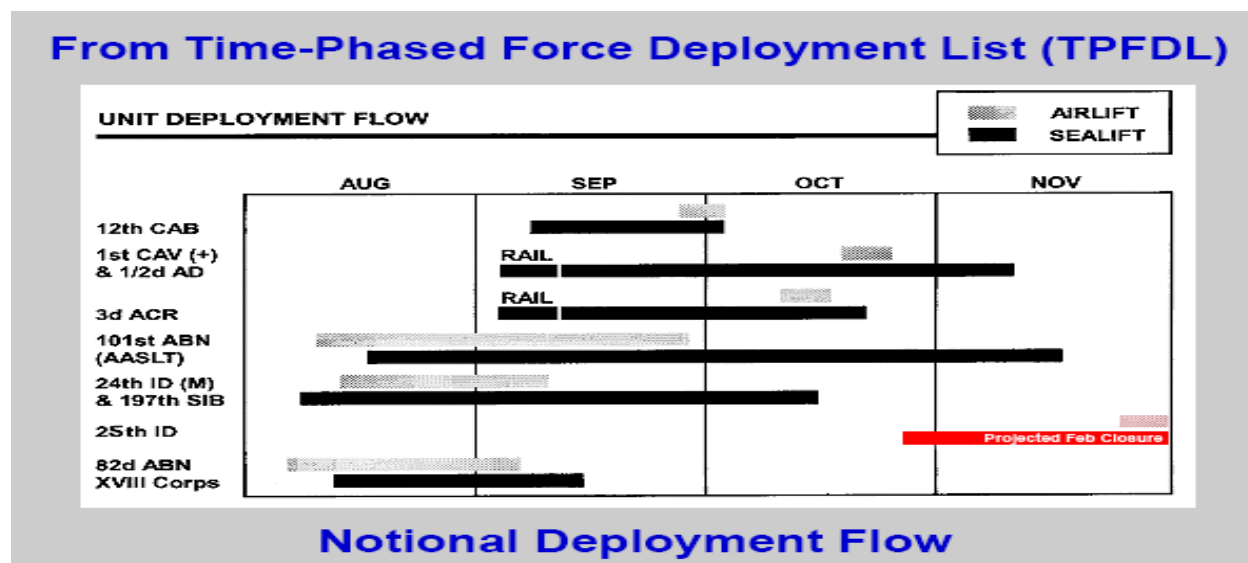 From Time-Phased Force Deployment List (TPFDL)
UNIT DEPLOYMENT FLOW
AIRLIFT
SEALIFT
AUG SEP OCT NOV
12th CAB
1st CAV (+)
& 1/2d AD
RAIL
3d ACR
RAIL
101st ABN
(AASLT)
24th ID (M)
& 197th SIB
25th ID
Projected Feb Closure
82d ABN
XVIII Corps
Notional Deployment Flow